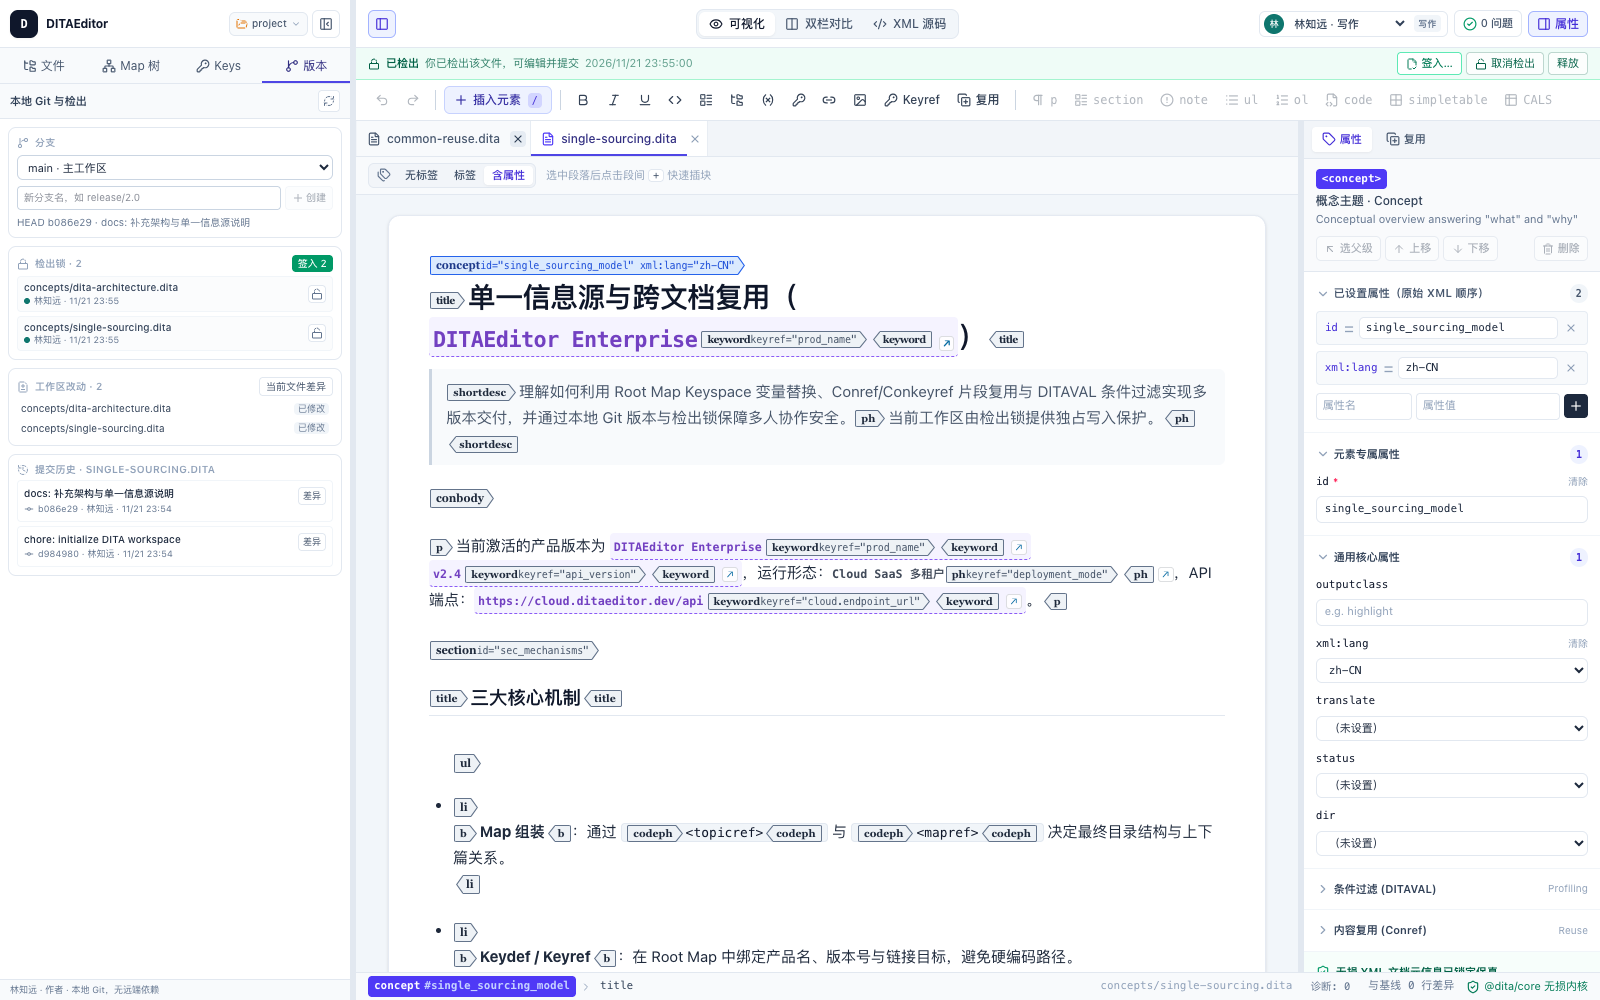 D DITAEditor project
文件 Map 树 Keys 版本
本地 Git 与检出
分支
main · 主工作区
新分支名，如 release/2.0 创建
HEAD b086e29 · docs: 补充架构与单一信息源说明
检出锁 · 2 签入 2
concepts/dita-architecture.dita
林知远 · 11/21 23:55
concepts/single-sourcing.dita
林知远 · 11/21 23:55
工作区改动 · 2 当前文件差异
concepts/dita-architecture.dita 已修改
concepts/single-sourcing.dita 已修改
提交历史 · SINGLE-SOURCING.DITA
docs: 补充架构与单一信息源说明 差异
b086e29 · 林知远 · 11/21 23:54
chore: initialize DITA workspace 差异
d984980 · 林知远 · 11/21 23:54
林知远 · 作者 · 本地 Git，无远端依赖
可视化 双栏对比 XML 源码
林 林知远 · 写作 写作 0 问题 属性
已检出 你已检出该文件，可编辑并提交 2026/11/21 23:55:00 签入... 取消检出 释放
+ 插入元素 / B I U Keyref 复用 p section note ul ol code simpletable CALS
common-reuse.dita single-sourcing.dita
无标签 标签 含属性 选中段落后点击段间 + 快速插块
concept id="single_sourcing_model" xml:lang="zh-CN"
title 单一信息源与跨文档复用（
DITAEditor Enterprise keyword keyref="prod_name" keyword ） title
shortdesc 理解如何利用 Root Map Keyspace 变量替换、Conref/Conkeyref 片段复用与 DITAVAL 条件过滤实现多
版本交付，并通过本地 Git 版本与检出锁保障多人协作安全。 ph 当前工作区由检出锁提供独占写入保护。 ph
shortdesc
conbody
p 当前激活的产品版本为 DITAEditor Enterprise keyword keyref="prod_name" keyword
v2.4 keyword keyref="api_version" keyword ，运行形态： Cloud SaaS 多租户 ph keyref="deployment_mode" ph ，API
端点： https://cloud.ditaeditor.dev/api keyword keyref="cloud.endpoint_url" keyword 。 p
section id="sec_mechanisms"
title 三大核心机制 title
ul
li
b Map 组装 b ：通过 codeph <topicref> codeph 与 codeph <mapref> codeph 决定最终目录结构与上下
篇关系。
li
li
b Keydef / Keyref b ：在 Root Map 中绑定产品名、版本号与链接目标，避免硬编码路径。
concept #single_sourcing_model › title concepts/single-sourcing.dita 诊断: 0 与基线 0 行差异 @dita/core 无损内核
属性 复用
<concept>
概念主题 · Concept
Conceptual overview answering "what" and "why"
选父级 上移 下移 删除
已设置属性（原始 XML 顺序） 2
id = single_sourcing_model
xml:lang = zh-CN
属性名 属性值 +
元素专属属性 1
id * 清除
single_sourcing_model
通用核心属性 1
outputclass
e.g. highlight
xml:lang 清除
zh-CN
translate
（未设置）
status
（未设置）
dir
（未设置）
条件过滤 (DITAVAL) Profiling
内容复用 (Conref) Reuse